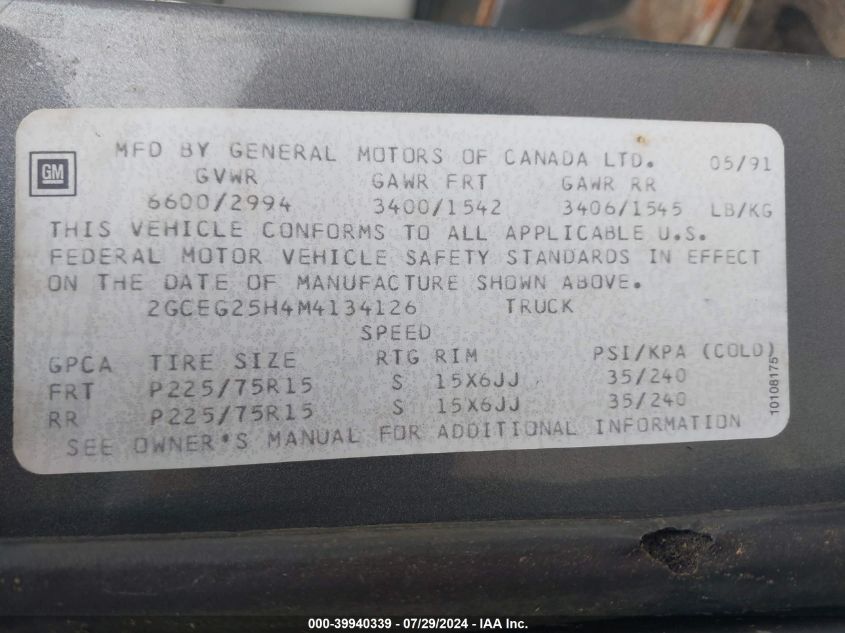 MFD BY GENERAL MOTORS OF CANADA LTD. 05/91
GM
GVWR GAWR FRT GAWR RR
6600/2994 3400/1542 3406/1545 LB/KG
THIS VEHICLE CONFORMS TO ALL APPLICABLE U.S.
FEDERAL MOTOR VEHICLE SAFETY STANDARDS IN EFFECT
ON THE DATE OF MANUFACTURE SHOWN ABOVE.
2GCEG25H4M4134126 TRUCK
SPEED
GPCA TIRE SIZE RTG RIM PSI/KPA (COLD)
FRT P225/75R15 S 15X6JJ 35/240
RR P225/75R15 S 15X6JJ 35/240
SEE OWNER'S MANUAL FOR ADDITIONAL INFORMATION
10108175
000-39940339 / 07/29/2024 - IAA Inc.